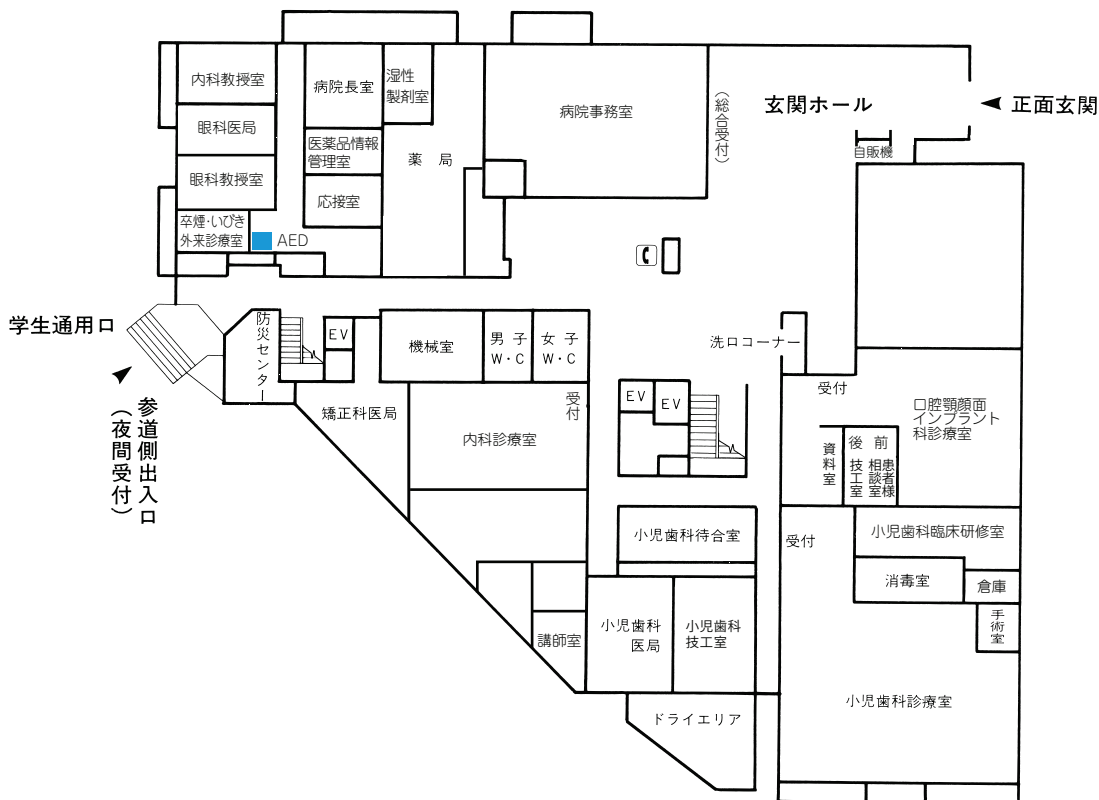 内科教授室
眼科医局
眼科教授室
卒煙・いびき
外来診療室
AED
病院長室
医薬品情報
管理室
応接室
湿性
製剤室
薬 局
病院事務室
(総合受付)
玄関ホール
正面玄関
自販機
学生通用口
参道側出入口
(夜間受付)
防災センター
EV
機械室
男 子
W・C
女 子
W・C
洗口コーナー
受付
口腔顎顔面
インプラント
科診療室
矯正科医局
受付
内科診療室
EV
EV
資料室
後 前
技工室
患者様
相談室
小児歯科待合室
受付
小児歯科臨床研修室
消毒室
倉庫
手術室
講師室
小児歯科
医局
小児歯科
技工室
小児歯科診療室
ドライエリア